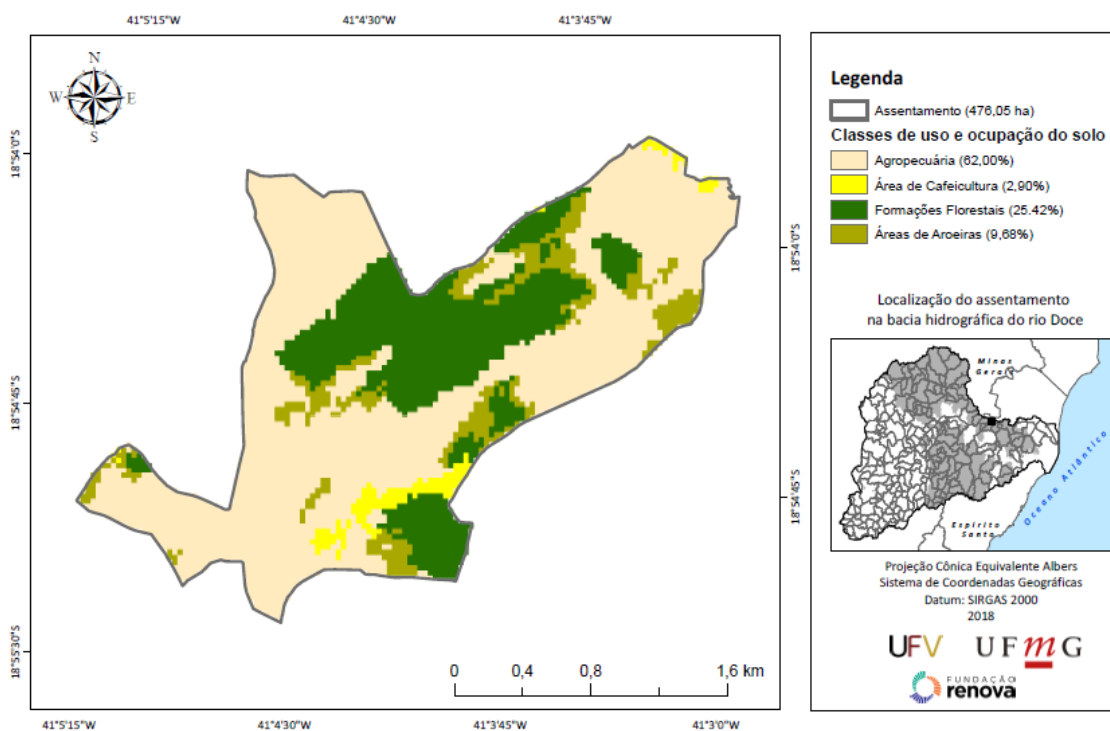 41°5'15"W 41°4'30"W 41°3'45"W
N
W E
S
18°54'0"S
18°54'45"S
18°55'30"S
18°54'0"S
18°54'45"S
0 0,4 0,8 1,6 km
41°5'15"W 41°4'30"W 41°3'45"W 41°3'0"W
Legenda
Assentamento (476,05 ha)
Classes de uso e ocupação do solo
Agropecuária (62,00%)
Área de Cafeicultura (2,90%)
Formações Florestais (25.42%)
Áreas de Aroeiras (9,68%)
Localização do assentamento
na bacia hidrográfica do rio Doce
Minas
Gerais
Oceano Atlântico
Espírito
Santo
Projeção Cônica Equivalente Albers
Sistema de Coordenadas Geográficas
Datum: SIRGAS 2000
2018
UFV UFmG
FUNDAÇÃO
renova